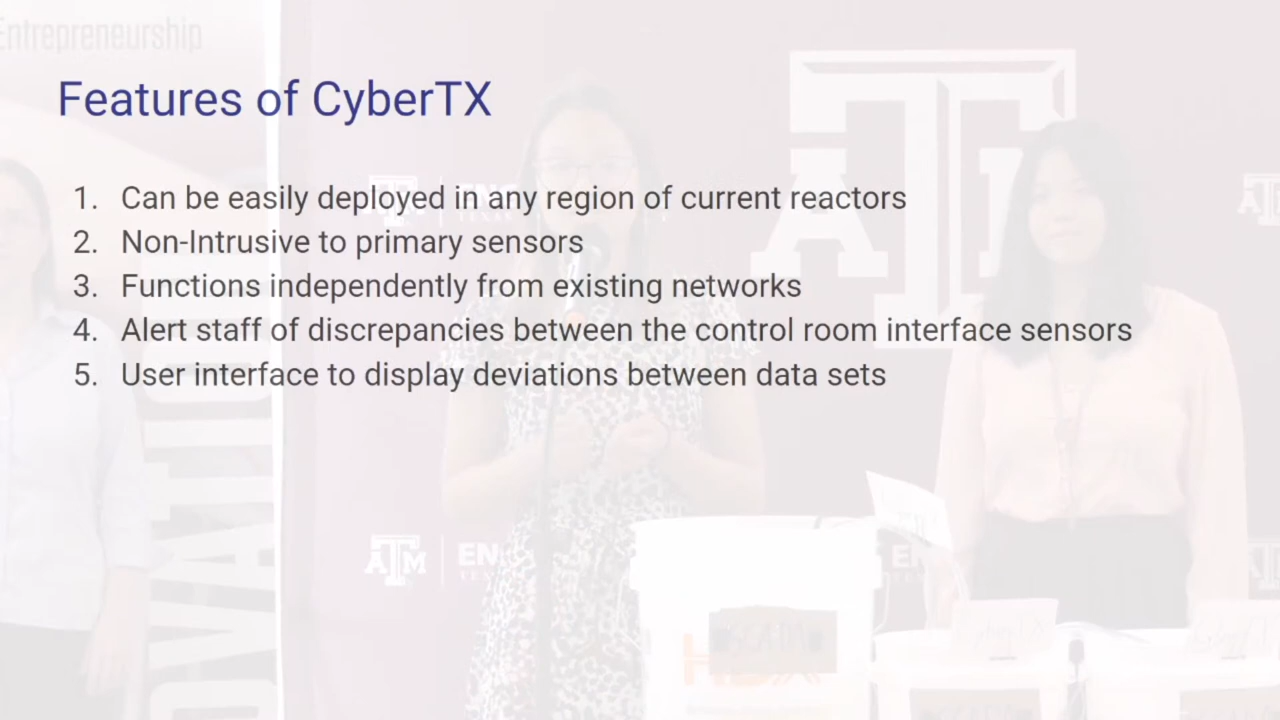 Entrepreneurship
Features of CyberTX
1. Can be easily deployed in any region of current reactors
2. Non-Intrusive to primary sensors
3. Functions independently from existing networks
4. Alert staff of discrepancies between the control room interface sensors
5. User interface to display deviations between data sets